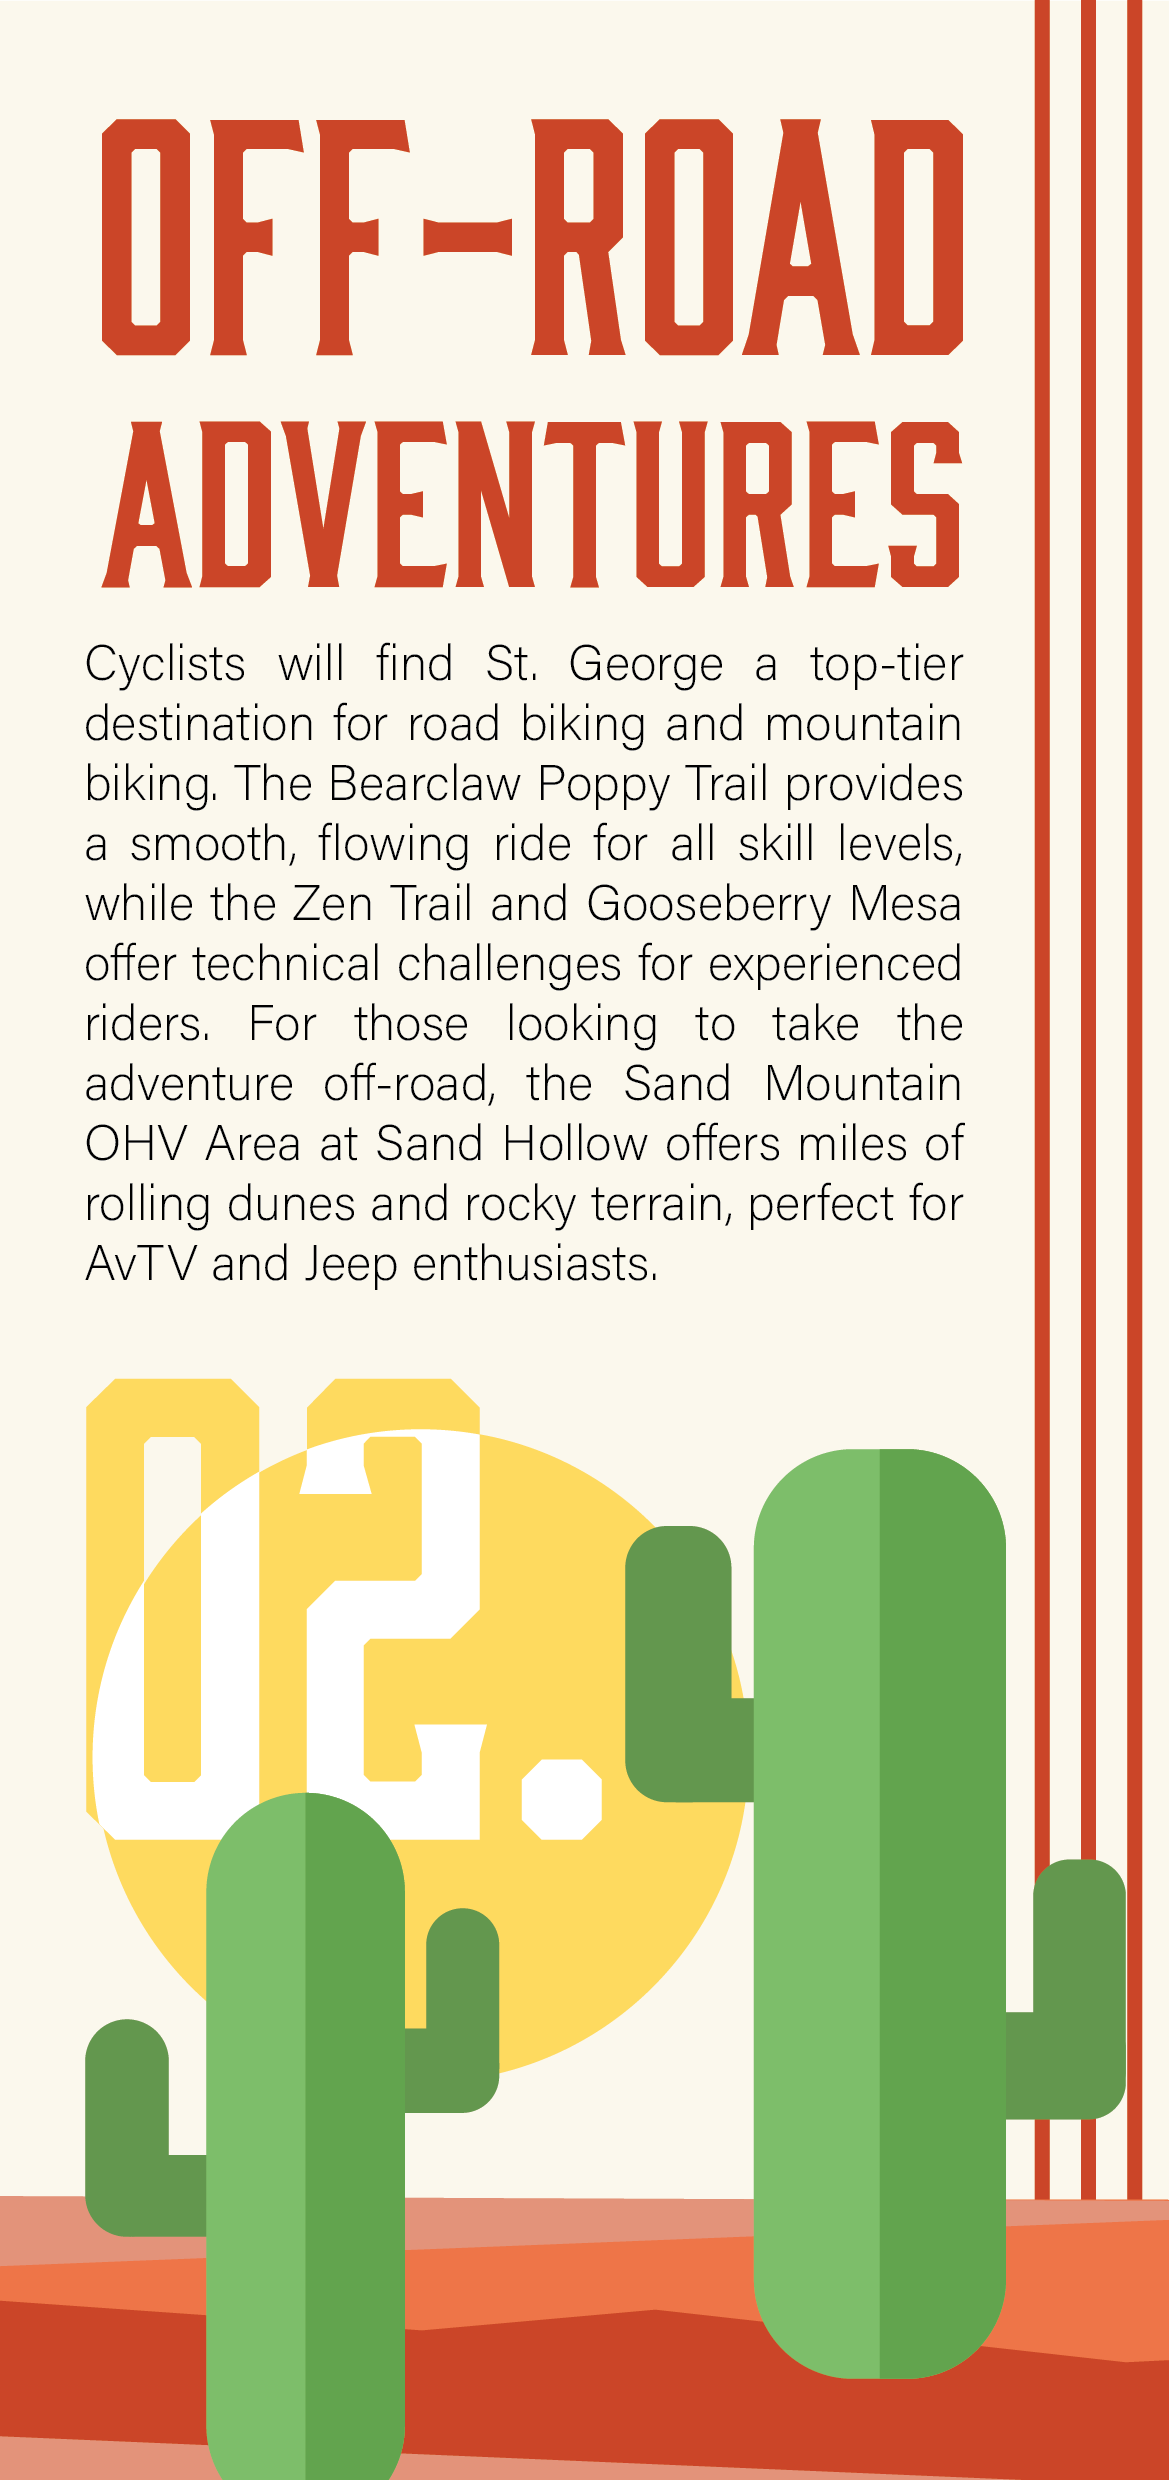 OFF-ROAD
ADVENTURES
Cyclists will find St. George a top-tier
destination for road biking and mountain
biking. The Bearclaw Poppy Trail provides
a smooth, flowing ride for all skill levels,
while the Zen Trail and Gooseberry Mesa
offer technical challenges for experienced
riders. For those looking to take the
adventure off-road, the Sand Mountain
OHV Area at Sand Hollow offers miles of
rolling dunes and rocky terrain, perfect for
AvTV and Jeep enthusiasts.
02.